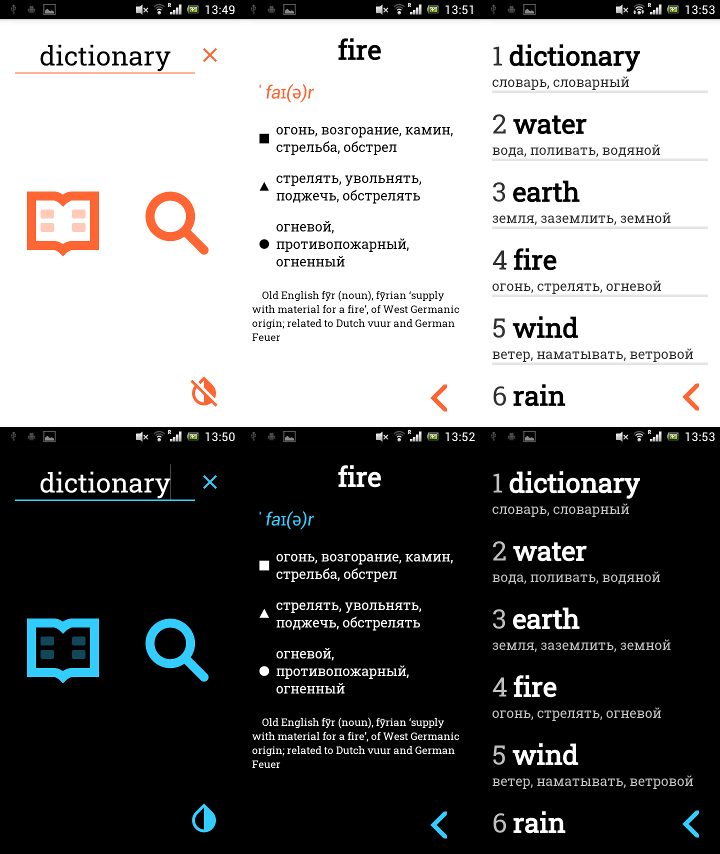 13:49
dictionary
13:51
fire
ˈfaɪ(ə)r
огонь, возгорание, камин,
стрельба, обстрел
стрелять, увольнять,
поджечь, обстрелять
огневой,
противопожарный,
огненный
Old English fȳr (noun), fȳrian ‘supply
with material for a fire’, of West Germanic
origin; related to Dutch vuur and German
Feuer
R 13:53
1 dictionary
словарь, словарный
2 water
вода, поливать, водяной
3 earth
земля, заземлить, земной
4 fire
огонь, стрелять, огневой
5 wind
ветер, наматывать, ветровой
6 rain
R 13:50
dictionary
R 13:52
fire
ˈfaɪ(ə)r
огонь, возгорание, камин,
стрельба, обстрел
стрелять, увольнять,
поджечь, обстрелять
огневой,
противопожарный,
огненный
Old English fȳr (noun), fȳrian ‘supply
with material for a fire’, of West Germanic
origin; related to Dutch vuur and German
Feuer
R 13:53
1 dictionary
словарь, словарный
2 water
вода, поливать, водяной
3 earth
земля, заземлить, земной
4 fire
огонь, стрелять, огневой
5 wind
ветер, наматывать, ветровой
6 rain